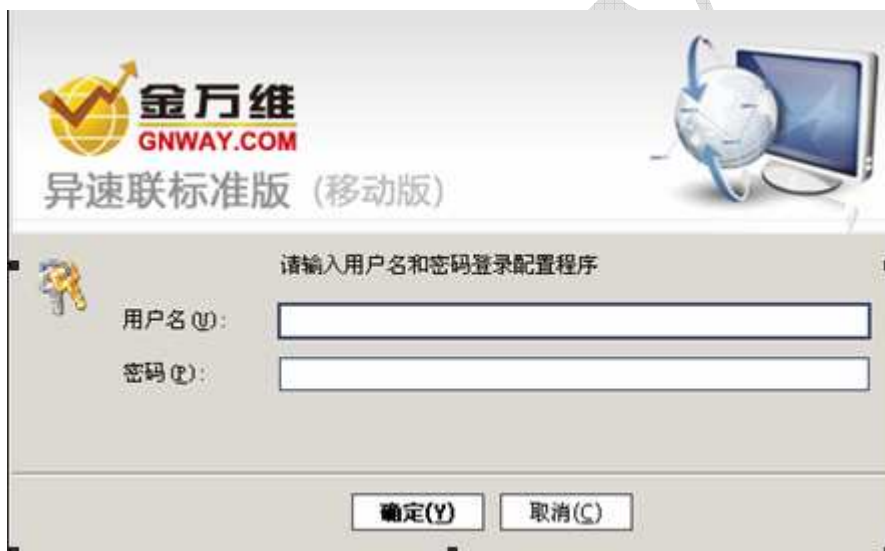 金万维
GNWAY.COM
异速联标准版 (移动版)
请输入用户名和密码登录配置程序
用户名(U):
密码(P):
确定(Y)
取消(C)